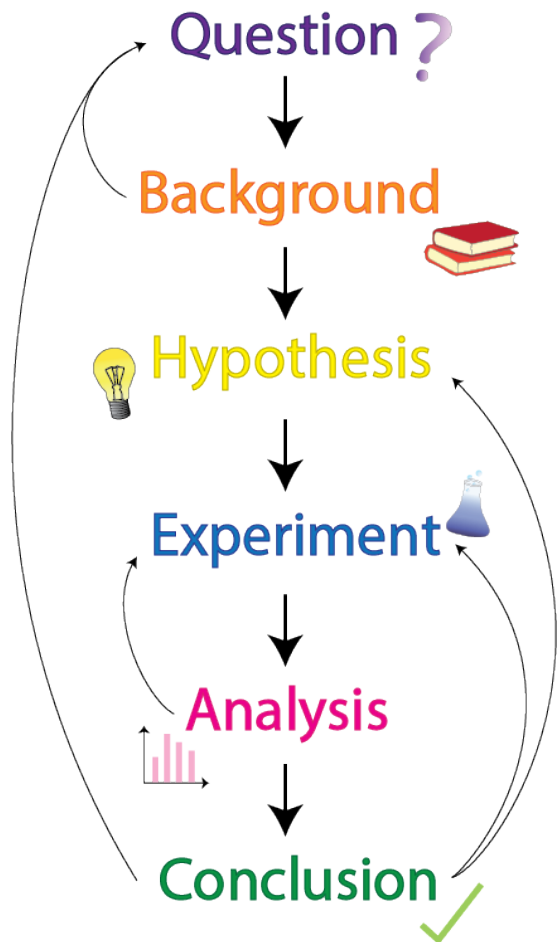 Question ?
Background
Hypothesis
Experiment
Analysis
Conclusion